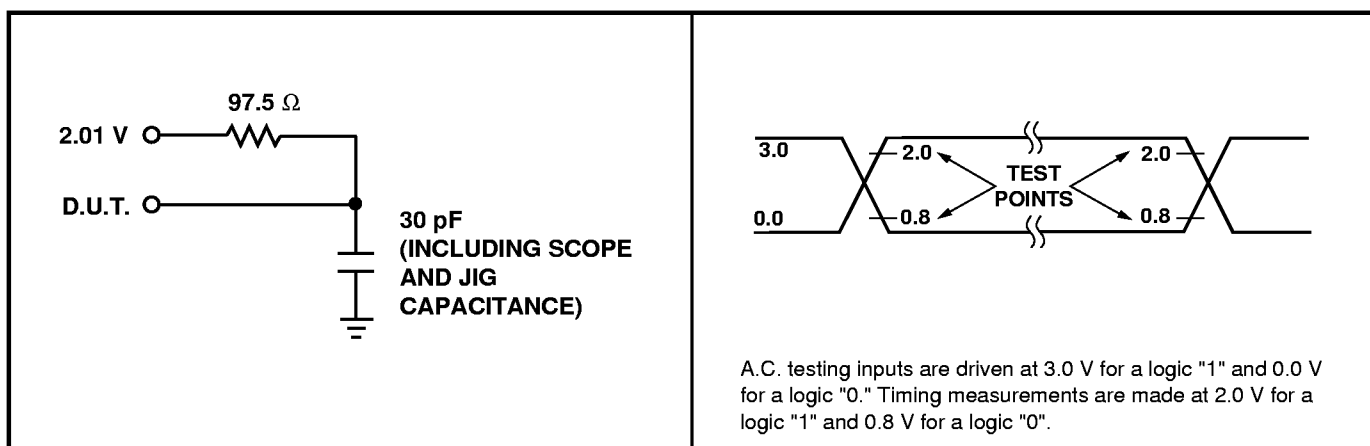 97.5 Ω
2.01 V
D.U.T.
30 pF
(INCLUDING SCOPE
AND JIG
CAPACITANCE)
3.0
2.0
TEST
POINTS
2.0
0.0
0.8
0.8
A.C. testing inputs are driven at 3.0 V for a logic "1" and 0.0 V
for a logic "0." Timing measurements are made at 2.0 V for a
logic "1" and 0.8 V for a logic "0".